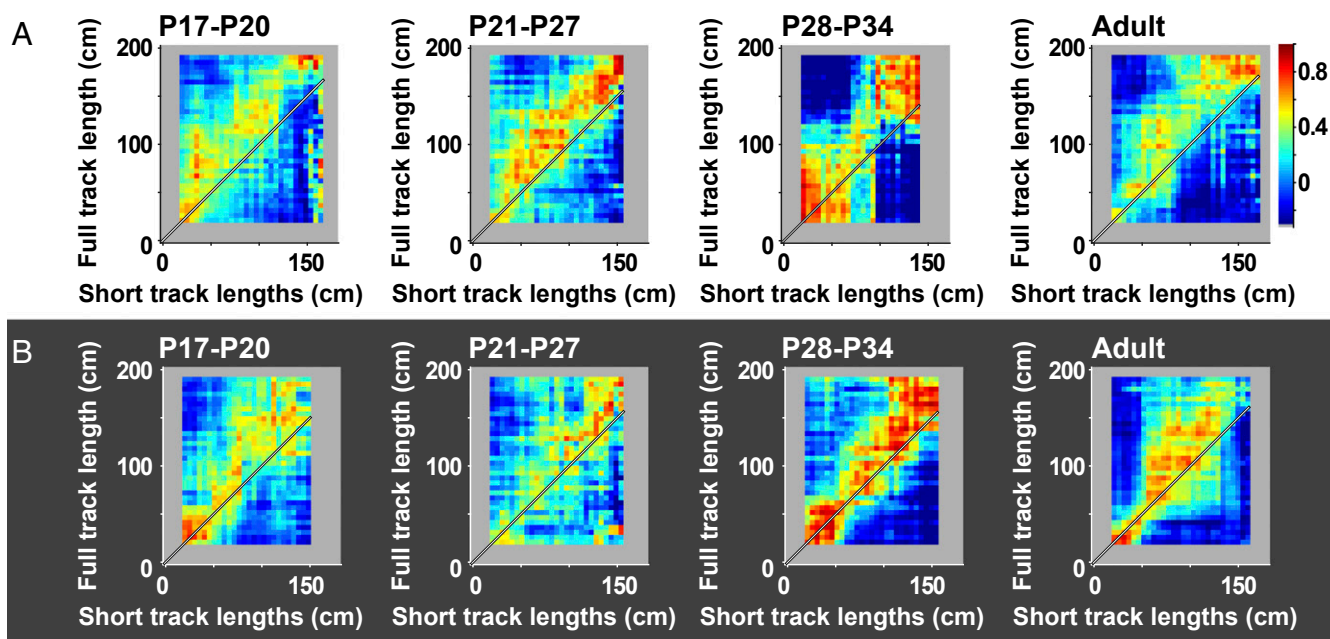 A
P17-P20
P21-P27
P28-P34
Adult
Full track length (cm)
200
100
0
0
150
Short track lengths (cm)
Full track length (cm)
200
100
0
0
150
Short track lengths (cm)
Full track length (cm)
200
100
0
0
150
Short track lengths (cm)
Full track length (cm)
200
100
0
0
150
Short track lengths (cm)
0.8
0.4
0
B
P17-P20
P21-P27
P28-P34
Adult
Full track length (cm)
200
100
0
0
150
Short track lengths (cm)
Full track length (cm)
200
100
0
0
150
Short track lengths (cm)
Full track length (cm)
200
100
0
0
150
Short track lengths (cm)
Full track length (cm)
200
100
0
0
150
Short track lengths (cm)